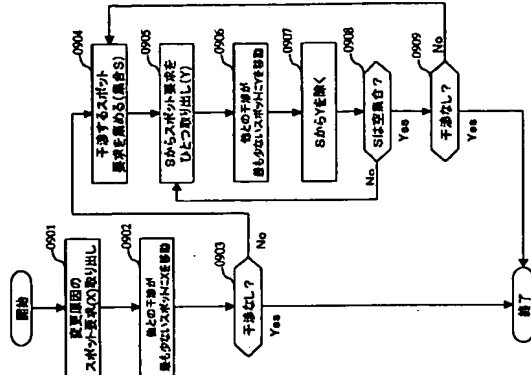 開始
0901
変更原因の
スポット要求(X)取り出し
0902
他との干渉が
最も少ないスポットにXを移動
0903
干渉なし?
No
Yes
0904
干渉するスポット
要求を集める(集合S)
0905
Sからスポット要求を
ひとつ取り出し(Y)
0906
他との干渉が
最も少ないスポットにYを移動
0907
SからYを除く
0908
Sは空集合?
No
Yes
0909
干渉なし?
No
Yes
終了